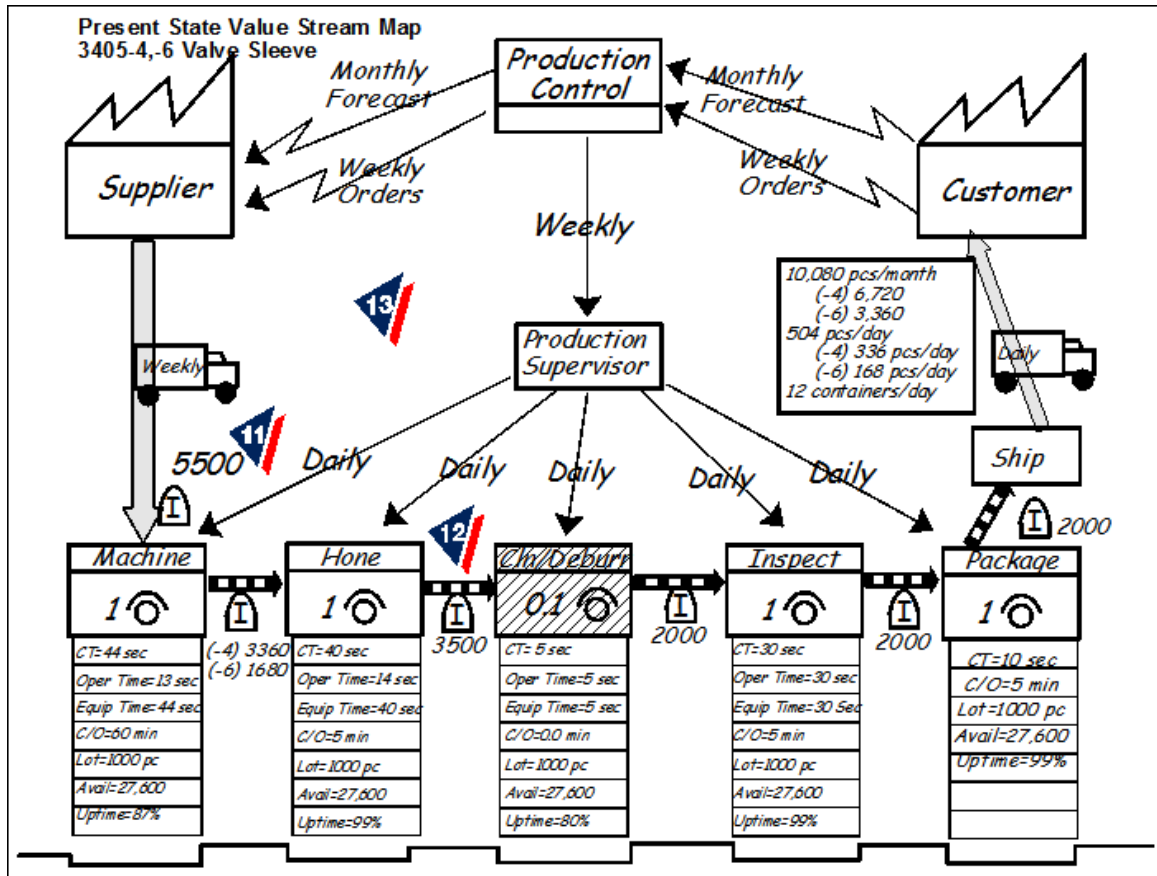 Present State Value Stream Map
3405-4,-6 Valve Sleeve
Production
Control
Monthly
Forecast
Monthly
Forecast
Weekly
Orders
Weekly
Orders
Supplier
Customer
Weekly
10,080 pcs/month
(-4) 6,720
(-6) 3,360
504 pcs/day
(-4) 336 pcs/day
(-6) 168 pcs/day
12 containers/day
13
Production
Supervisor
Weekly
Daily
11
5500
Daily
Daily
Daily
Daily
Daily
Ship
I
12
I
2000
Machine
1
CT=44 sec
Oper Time=13 sec
Equip Time=44 sec
C/O=60 min
Lot=1000 pc
Avail=27,600
Uptime=87%
I
(-4) 3360
(-6) 1680
Hone
1
CT=40 sec
Oper Time=14 sec
Equip Time=40 sec
C/O=5 min
Lot=1000 pc
Avail=27,600
Uptime=99%
I
3500
Cln/Deburr
0.1
CT= 5 sec
Oper Time=5 sec
Equip Time=5 sec
C/O=0.0 min
Lot=1000 pc
Avail=27,600
Uptime=80%
I
2000
Inspect
1
CT=30 sec
Oper Time=30 sec
Equip Time=30 Sec
C/O=5 min
Lot=1000 pc
Avail=27,600
Uptime=99%
I
2000
Package
1
CT=10 sec
C/O=5 min
Lot=1000 pc
Avail=27,600
Uptime=99%